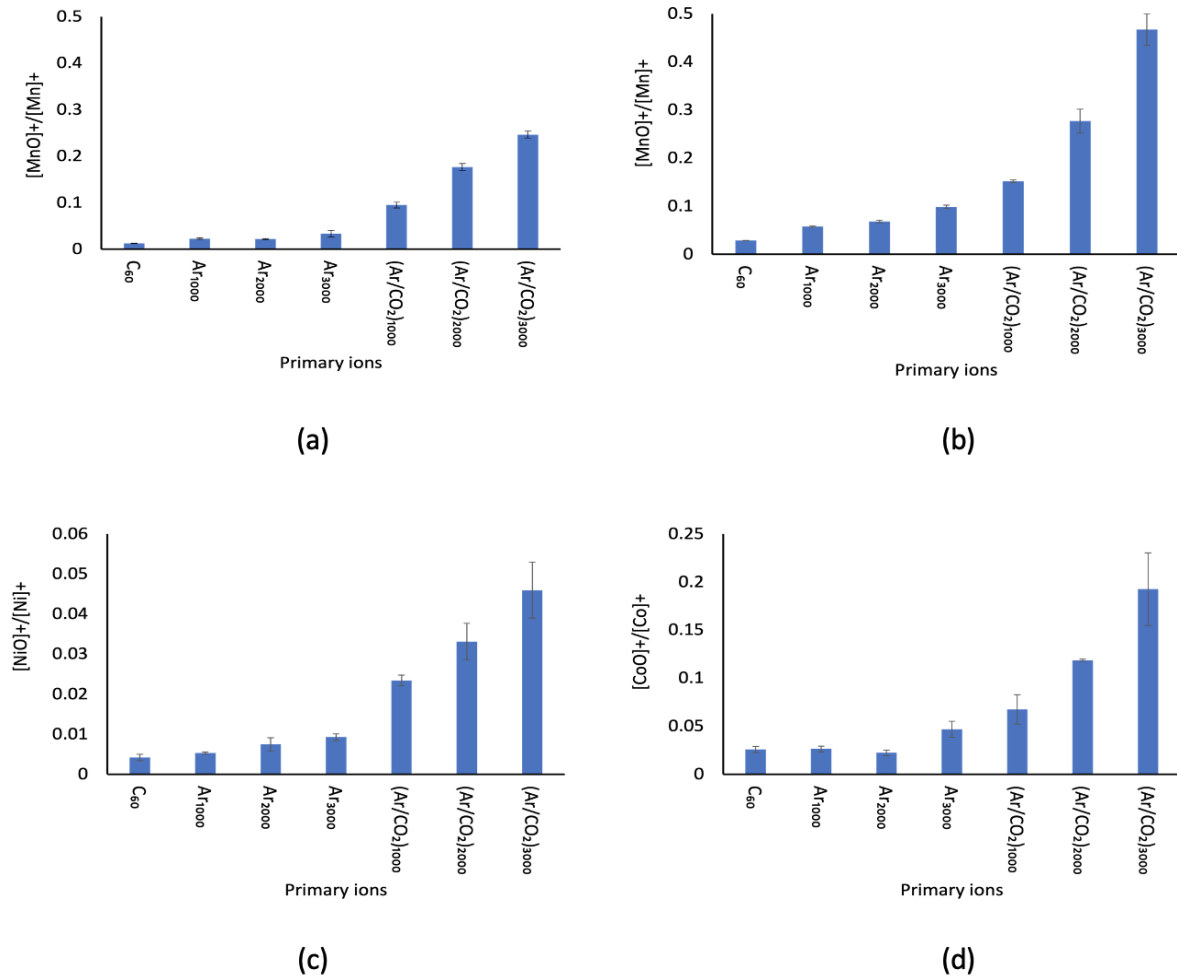 [MnO]+/[Mn]+
0.5
0.4
0.3
0.2
0.1
0
C₆₀
Ar₁₀₀₀
Ar₂₀₀₀
Ar₃₀₀₀
(Ar/CO₂)₁₀₀₀
(Ar/CO₂)₂₀₀₀
(Ar/CO₂)₃₀₀₀
Primary ions
(a)
[MnO]+/[Mn]+
0.5
0.4
0.3
0.2
0.1
0
C₆₀
Ar₁₀₀₀
Ar₂₀₀₀
Ar₃₀₀₀
(Ar/CO₂)₁₀₀₀
(Ar/CO₂)₂₀₀₀
(Ar/CO₂)₃₀₀₀
Primary ions
(b)
[NiO]+/[Ni]+
0.06
0.05
0.04
0.03
0.02
0.01
0
C₆₀
Ar₁₀₀₀
Ar₂₀₀₀
Ar₃₀₀₀
(Ar/CO₂)₁₀₀₀
(Ar/CO₂)₂₀₀₀
(Ar/CO₂)₃₀₀₀
Primary ions
(c)
[CoO]+/[Co]+
0.25
0.2
0.15
0.1
0.05
0
C₆₀
Ar₁₀₀₀
Ar₂₀₀₀
Ar₃₀₀₀
(Ar/CO₂)₁₀₀₀
(Ar/CO₂)₂₀₀₀
(Ar/CO₂)₃₀₀₀
Primary ions
(d)